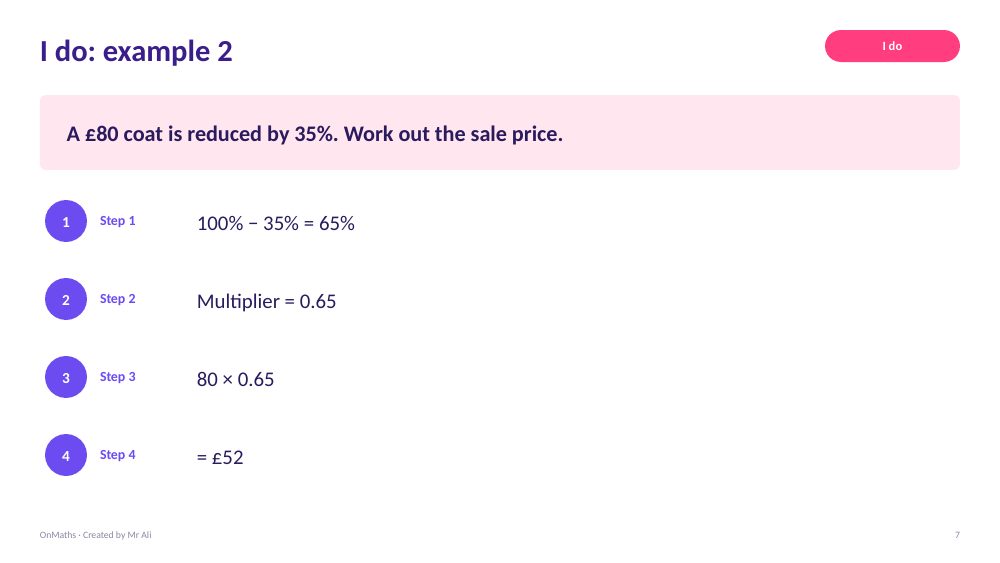 I do: example 2
I do
A £80 coat is reduced by 35%. Work out the sale price.
1 Step 1 100% − 35% = 65%
2 Step 2 Multiplier = 0.65
3 Step 3 80 × 0.65
4 Step 4 = £52
OnMaths · Created by Mr Ali 7